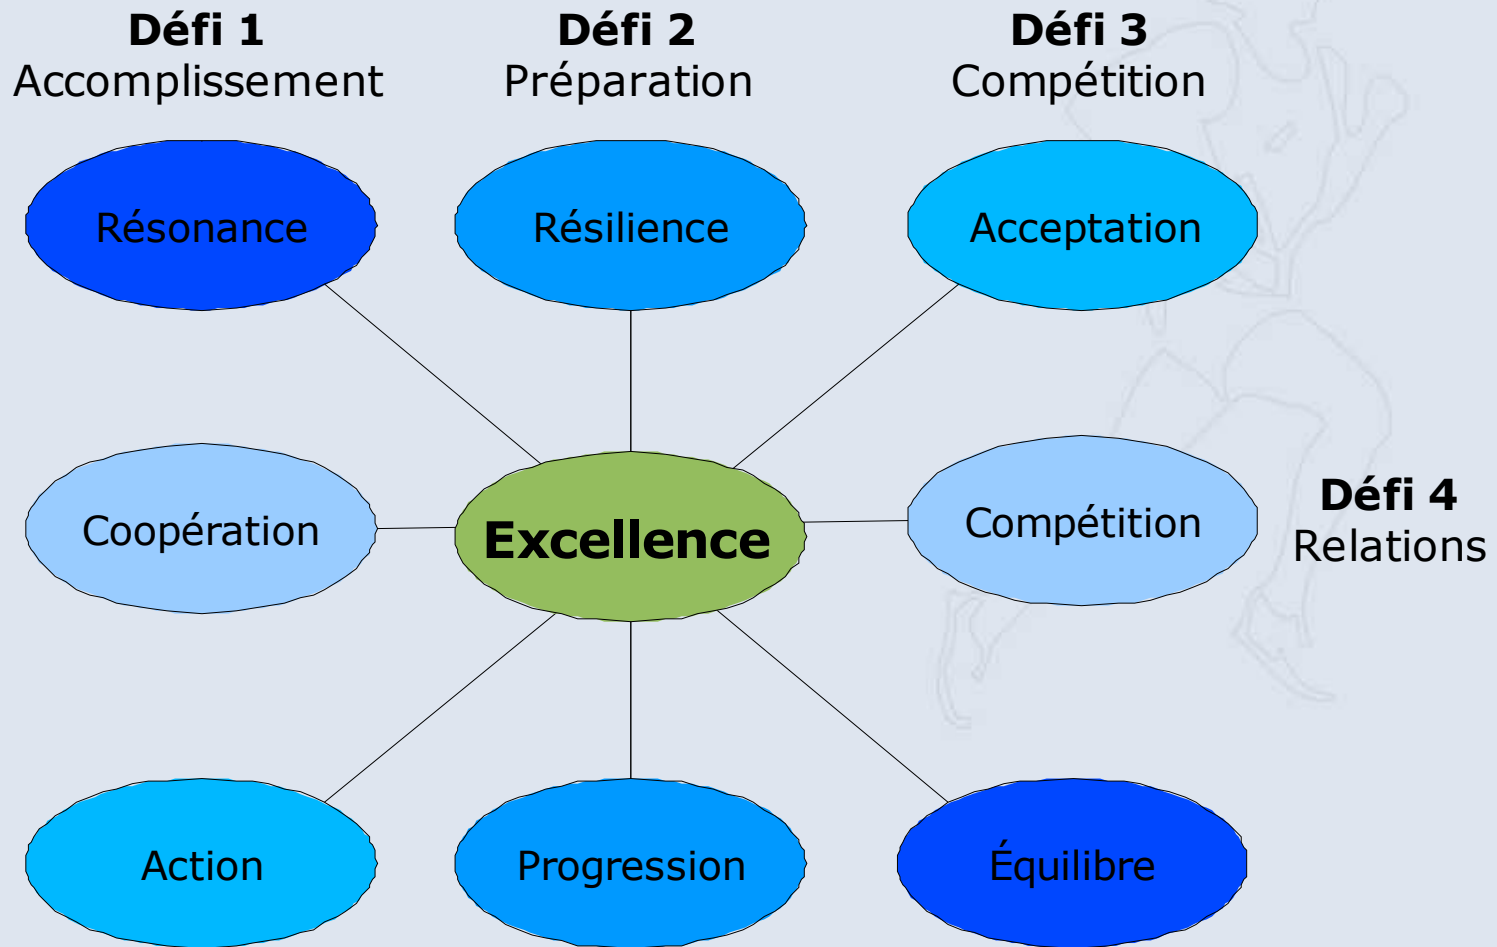 Défi 1
Accomplissement
Défi 2
Préparation
Défi 3
Compétition
Résonance
Résilience
Acceptation
Coopération
Excellence
Compétition
Défi 4
Relations
Action
Progression
Équilibre